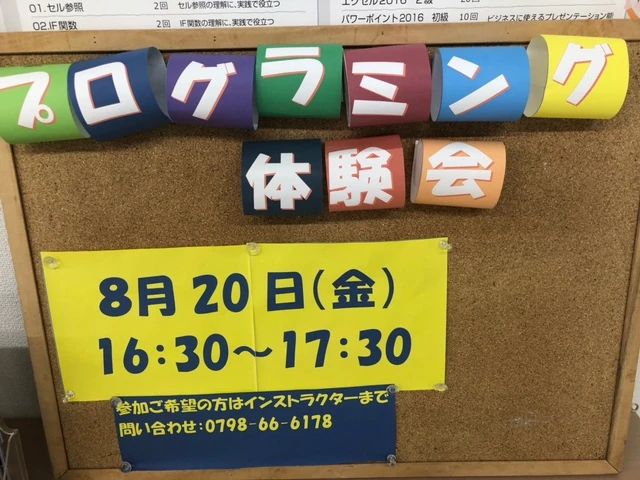 01.セル参照 2回 セル参照の理解に、実践で役立つ
02.IF関数 2回 IF関数の理解に、実践で役立つ
パワーポイント2016 初級 10回 ビジネスに使えるプレゼンテーション
プログラミング
体験会
8月20日(金)
16:30～17:30
参加ご希望の方はインストラクターまで
問い合わせ:0798-66-6178